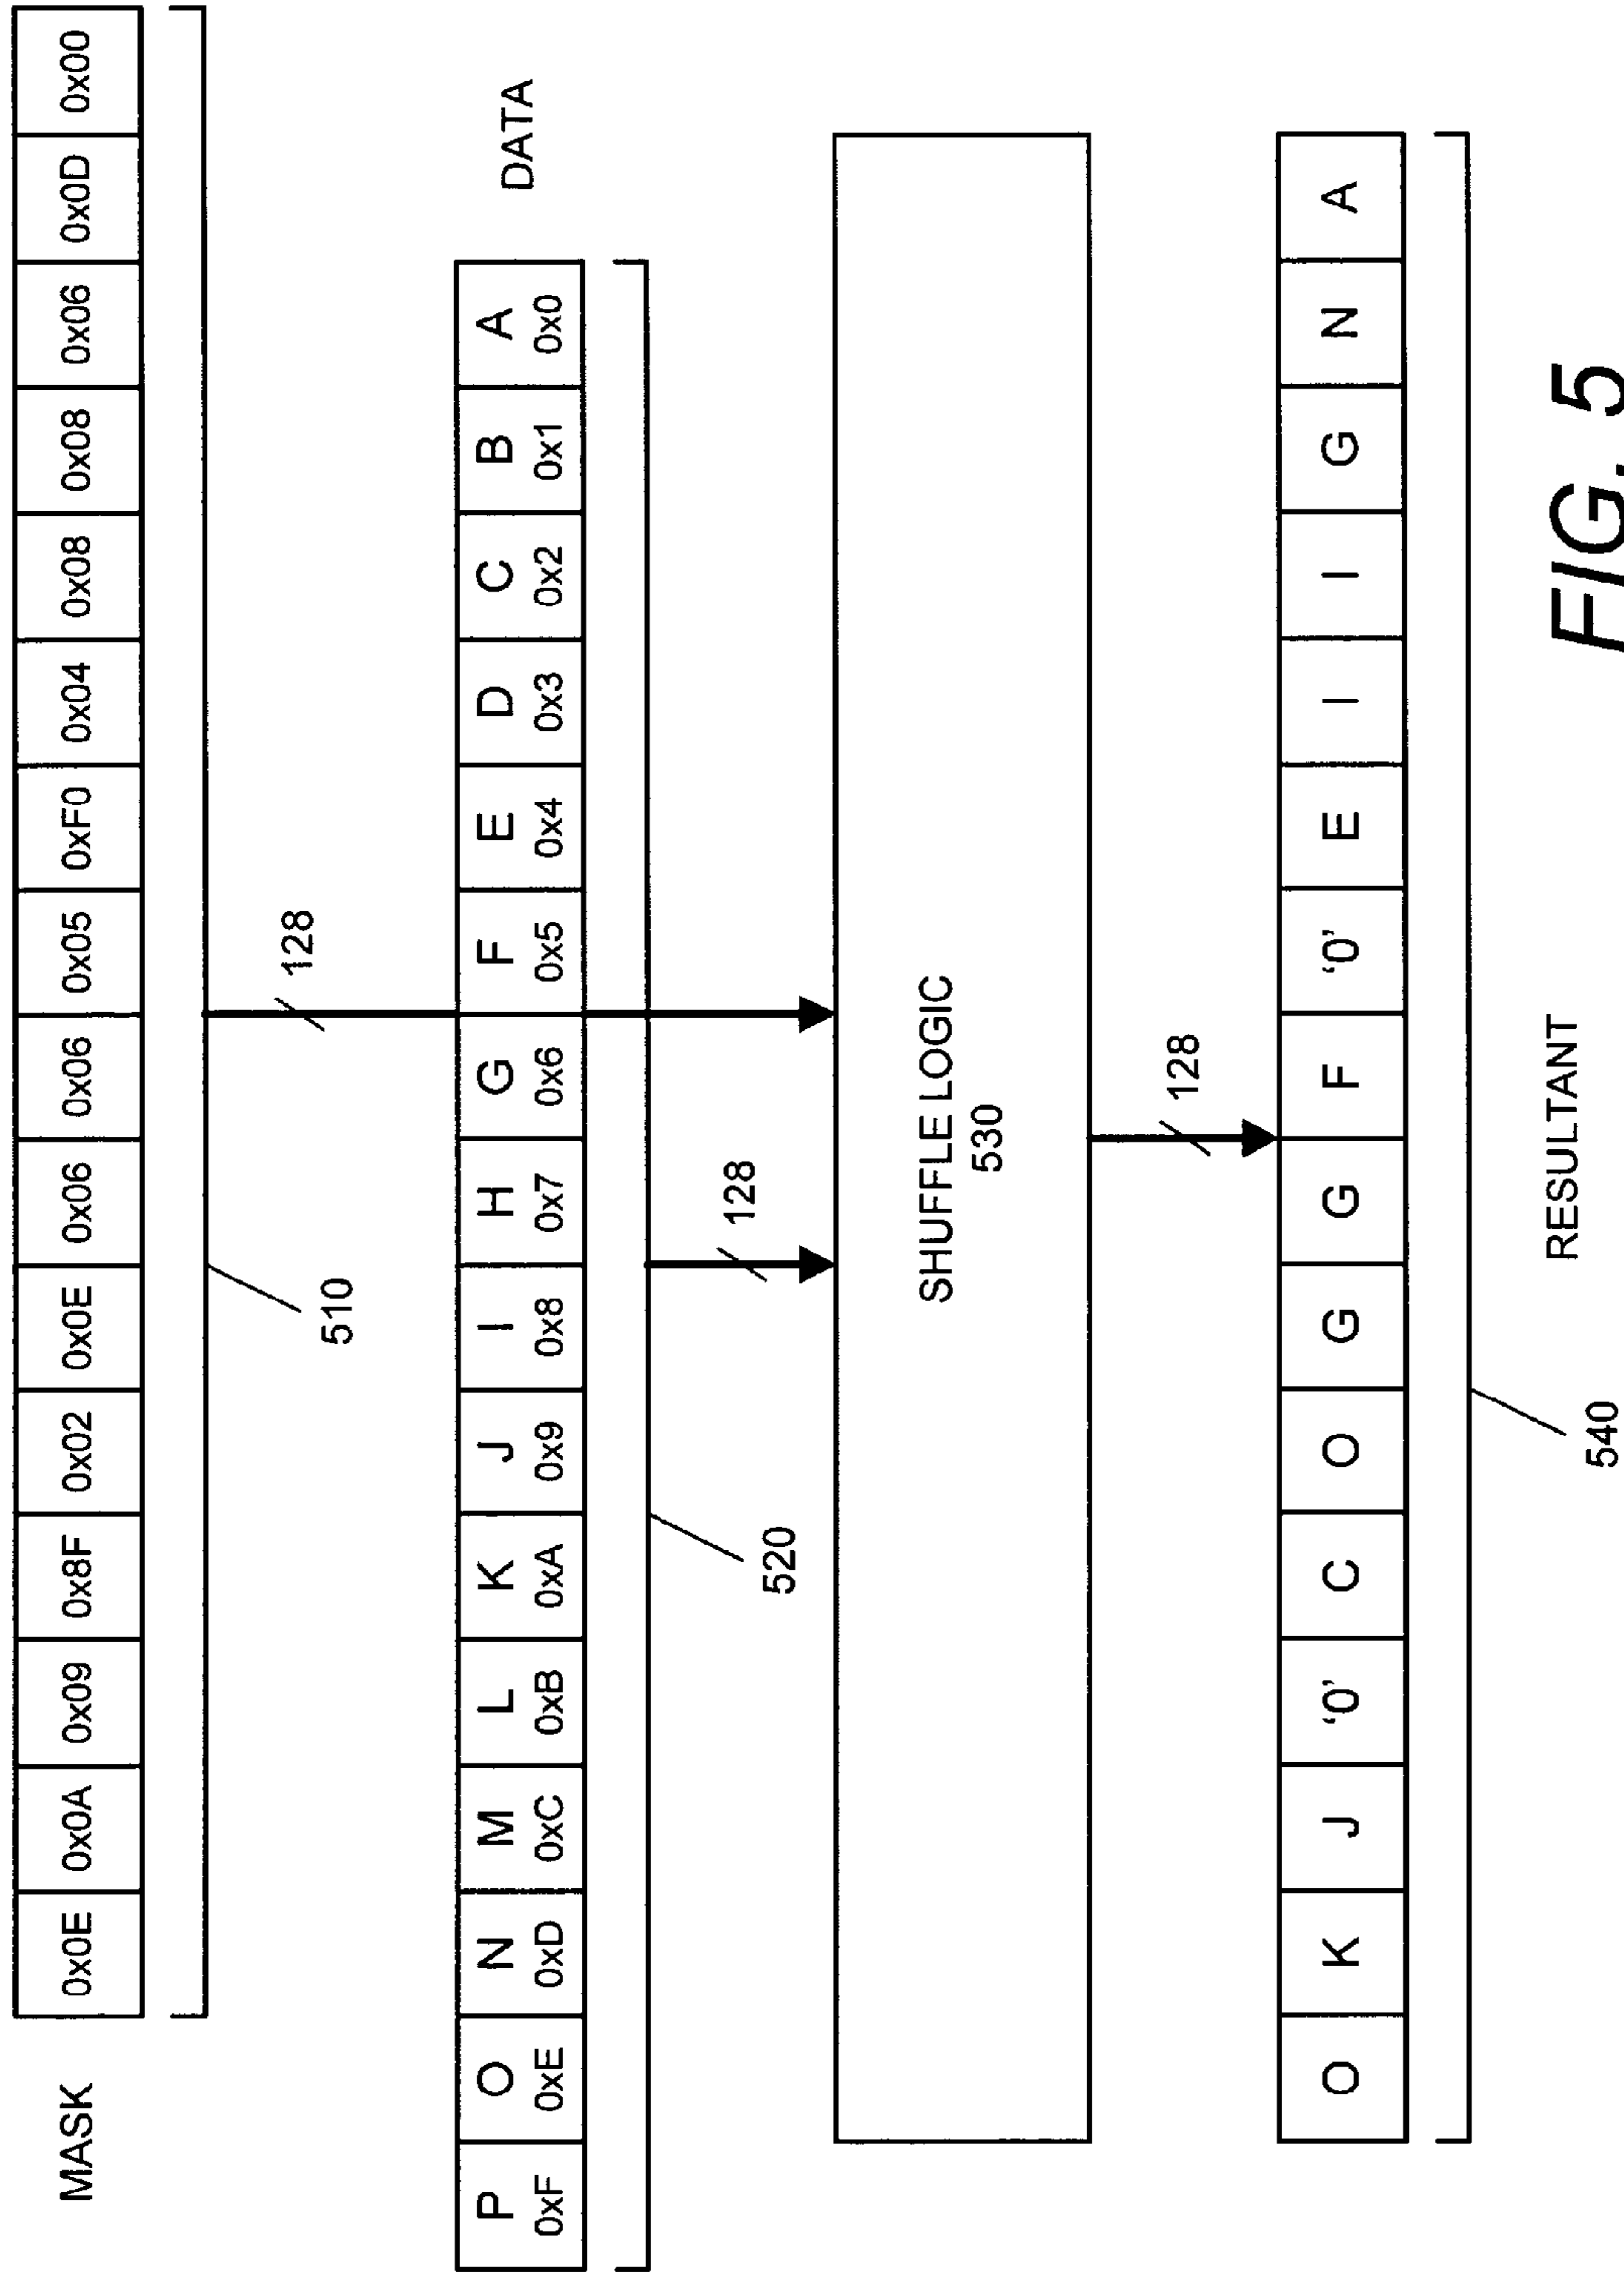 MASK
0x0E 0x0A 0x09 0x8F 0x02 0x0E 0x06 0x06 0x05 0xF0 0x04 0x08 0x08 0x06 0x0D 0x00
510
128
P O N M L K J I H G F E D C B A
0xF 0xE 0xD 0xC 0xB 0xA 0x9 0x8 0x7 0x6 0x5 0x4 0x3 0x2 0x1 0x0
DATA
520
128
SHUFFLE LOGIC
530
128
O K J '0' C O G G F '0' E I I G N A
540
RESULTANT
FIG. 5